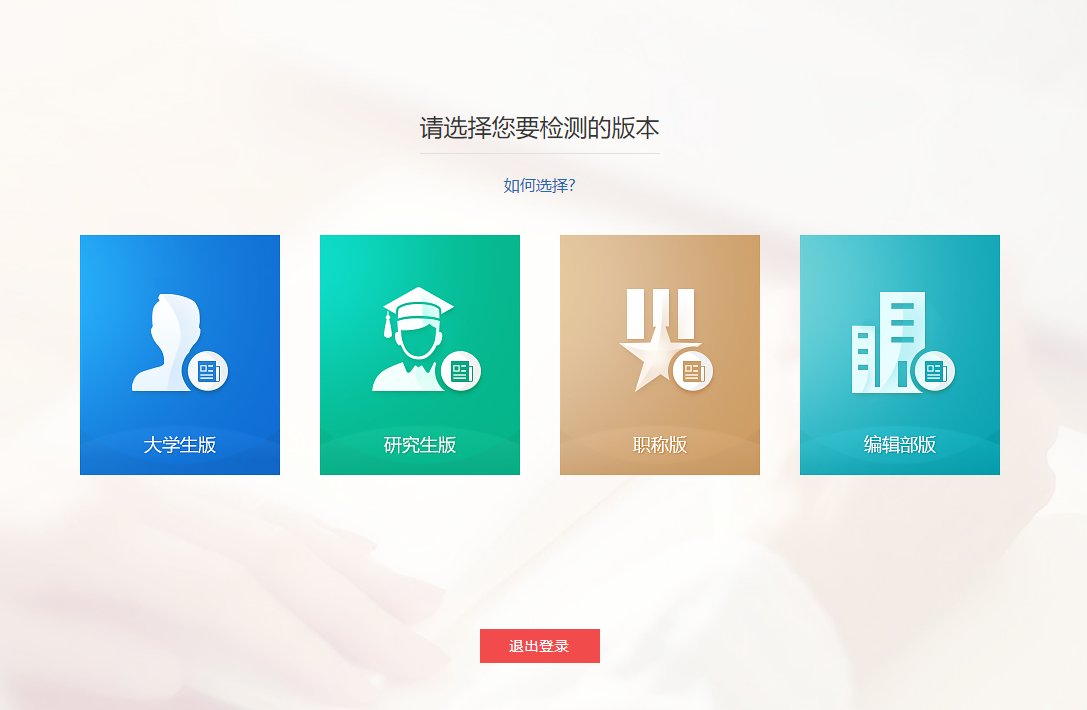 请选择您要检测的版本
如何选择?
大学生版
研究生版
职称版
编辑部版
退出登录